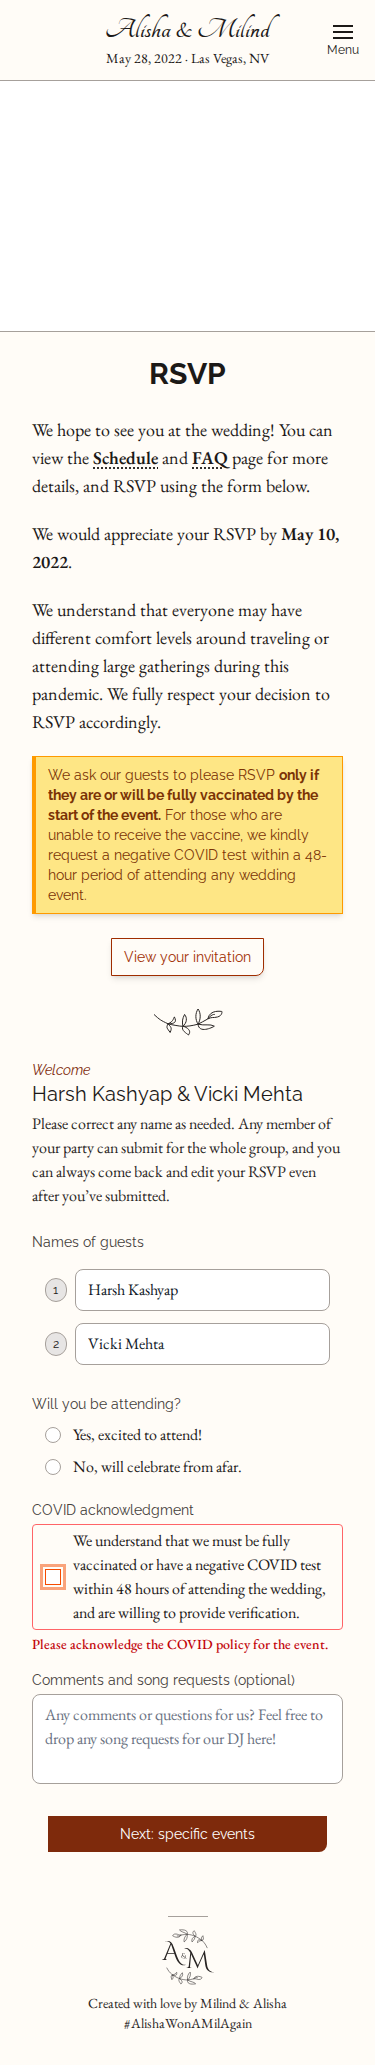 Alisha & Milind
May 28, 2022 · Las Vegas, NV
Menu
RSVP
We hope to see you at the wedding! You can
view the Schedule and FAQ page for more
details, and RSVP using the form below.
We would appreciate your RSVP by May 10,
2022.
We understand that everyone may have
different comfort levels around traveling or
attending large gatherings during this
pandemic. We fully respect your decision to
RSVP accordingly.
We ask our guests to please RSVP only if
they are or will be fully vaccinated by the
start of the event. For those who are
unable to receive the vaccine, we kindly
request a negative COVID test within a 48-
hour period of attending any wedding
event.
View your invitation
Welcome
Harsh Kashyap & Vicki Mehta
Please correct any name as needed. Any member of
your party can submit for the whole group, and you
can always come back and edit your RSVP even
after you’ve submitted.
Names of guests
1 Harsh Kashyap
2 Vicki Mehta
Will you be attending?
Yes, excited to attend!
No, will celebrate from afar.
COVID acknowledgment
We understand that we must be fully
vaccinated or have a negative COVID test
within 48 hours of attending the wedding,
and are willing to provide verification.
Please acknowledge the COVID policy for the event.
Comments and song requests (optional)
Any comments or questions for us? Feel free to
drop any song requests for our DJ here!
Next: specific events
A&M
Created with love by Milind & Alisha
#AlishaWonAMilAgain